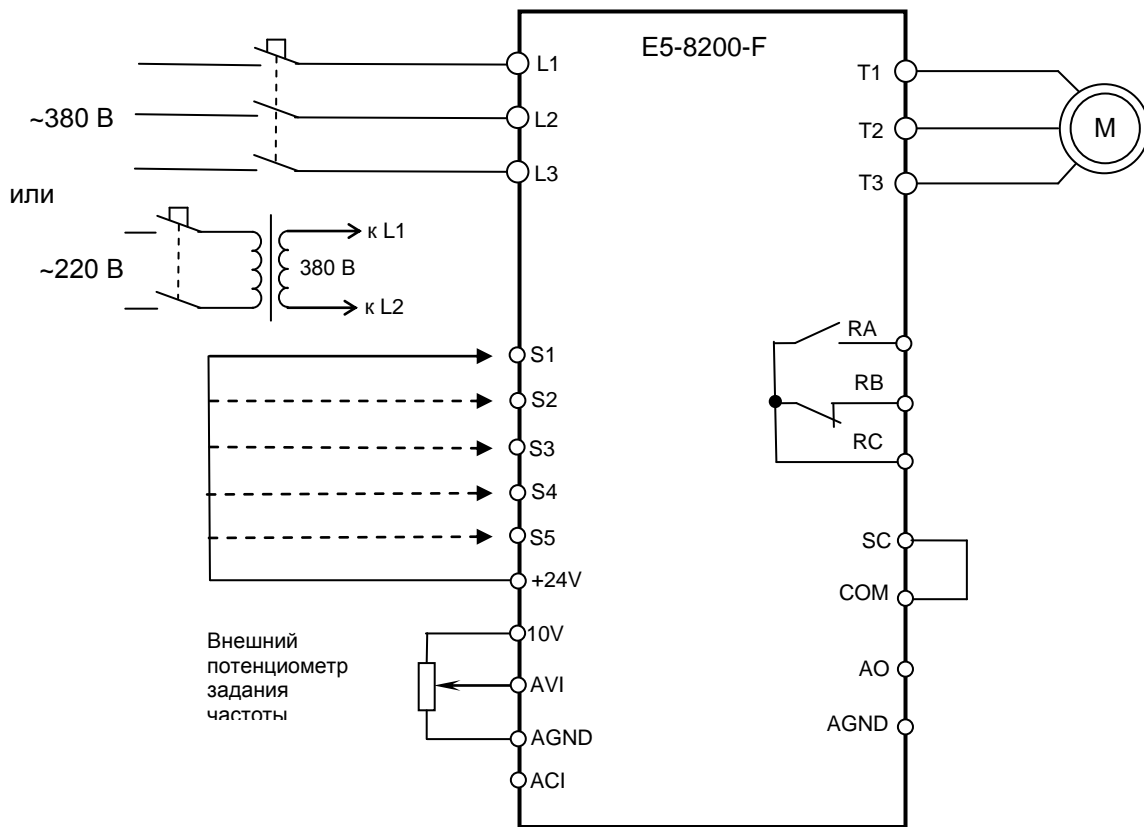 E5-8200-F
L1
L2
L3
~380 В
или
~220 В
380 В
к L1
к L2
T1
T2
T3
M
S1
S2
S3
S4
S5
+24V
10V
AVI
AGND
ACI
Внешний
потенциометр
задания
частоты
RA
RB
RC
SC
COM
AO
AGND